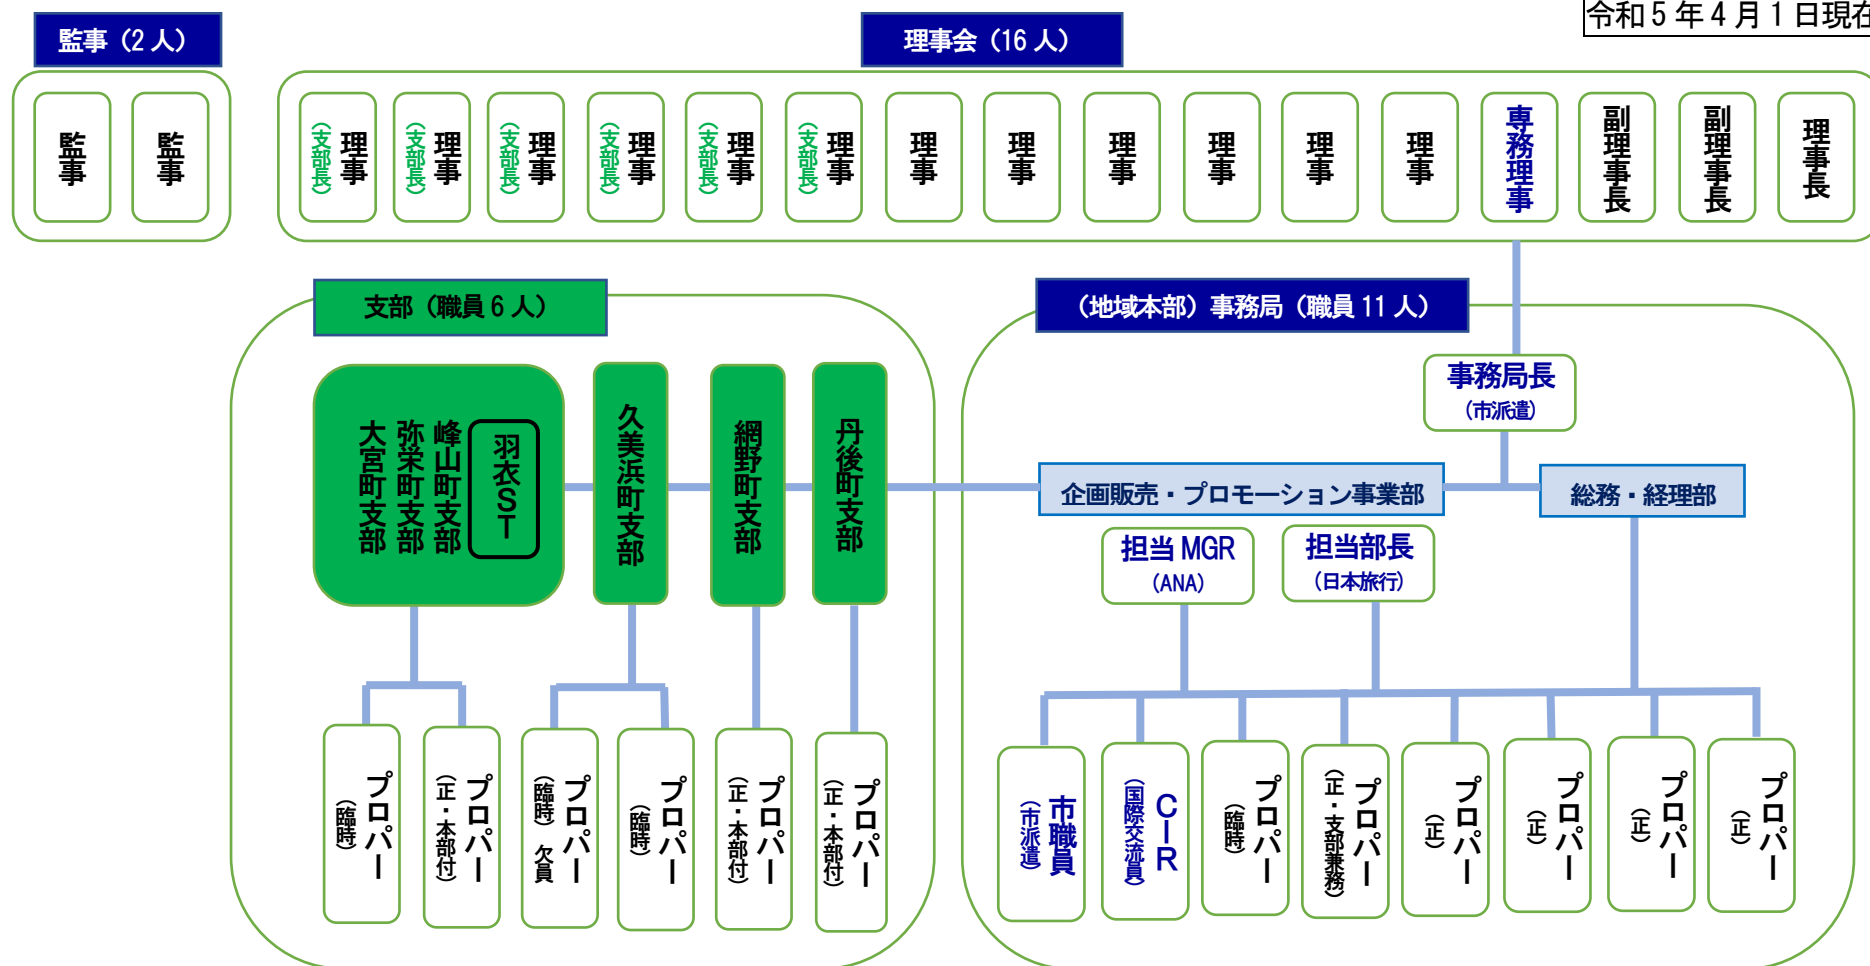 令和5年4月1日現在
監事（2人）
理事会（16人）
監事
監事
理事
（支部長）
理事
（支部長）
理事
（支部長）
理事
（支部長）
理事
（支部長）
理事
（支部長）
理事
理事
理事
理事
理事
理事
専務理事
副理事長
副理事長
理事長
支部（職員6人）
（地域本部）事務局（職員11人）
事務局長
（市派遣）
羽衣ST
峰山町支部
弥栄町支部
大宮町支部
久美浜町支部
網野町支部
丹後町支部
企画販売・プロモーション事業部
総務・経理部
担当MGR
（ANA）
担当部長
（日本旅行）
プロパー
（臨時）
プロパー
（正・本部付）
プロパー
（臨時）欠員
プロパー
（臨時）
プロパー
（正・本部付）
プロパー
（正・本部付）
市職員
（市派遣）
CIR
（国際交流員）
プロパー
（臨時）
プロパー
（正・支部兼務）
プロパー
（正）
プロパー
（正）
プロパー
（正）
プロパー
（正）